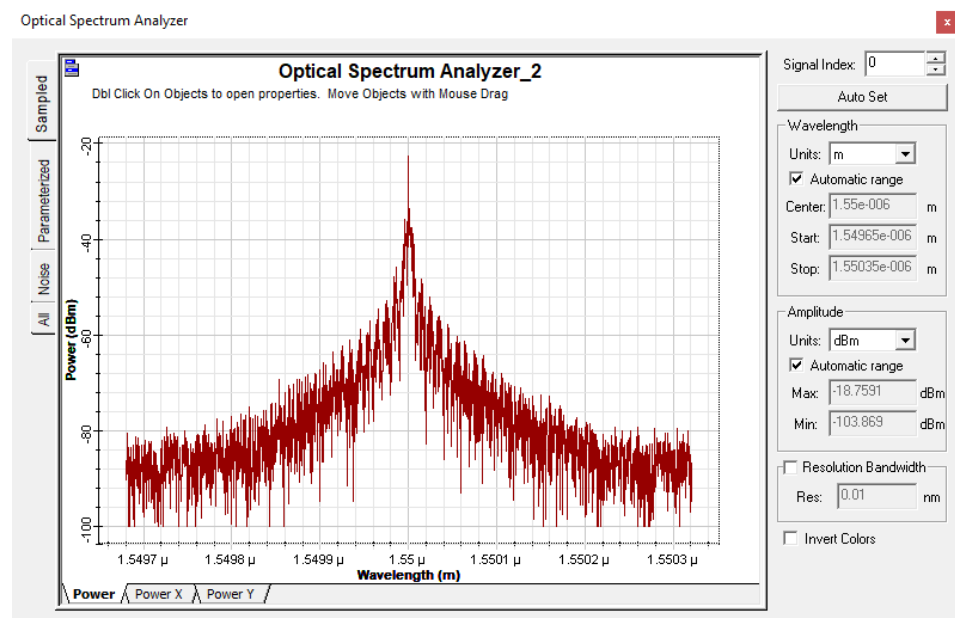 Optical Spectrum Analyzer
x
Sampled
Parameterized
Noise
All
Optical Spectrum Analyzer_2
Dbl Click On Objects to open properties. Move Objects with Mouse Drag
Power (dBm)
-20
-40
-60
-80
-100
1.5497 µ 1.5498 µ 1.5499 µ 1.55 µ 1.5501 µ 1.5502 µ 1.5503 µ
Wavelength (m)
Power Power X Power Y
Signal Index: 0
Auto Set
Wavelength
Units: m
Automatic range
Center: 1.55e-006 m
Start: 1.54965e-006 m
Stop: 1.55035e-006 m
Amplitude
Units: dBm
Automatic range
Max: -18.7591 dBm
Min: -103.869 dBm
Resolution Bandwidth
Res: 0.01 nm
Invert Colors